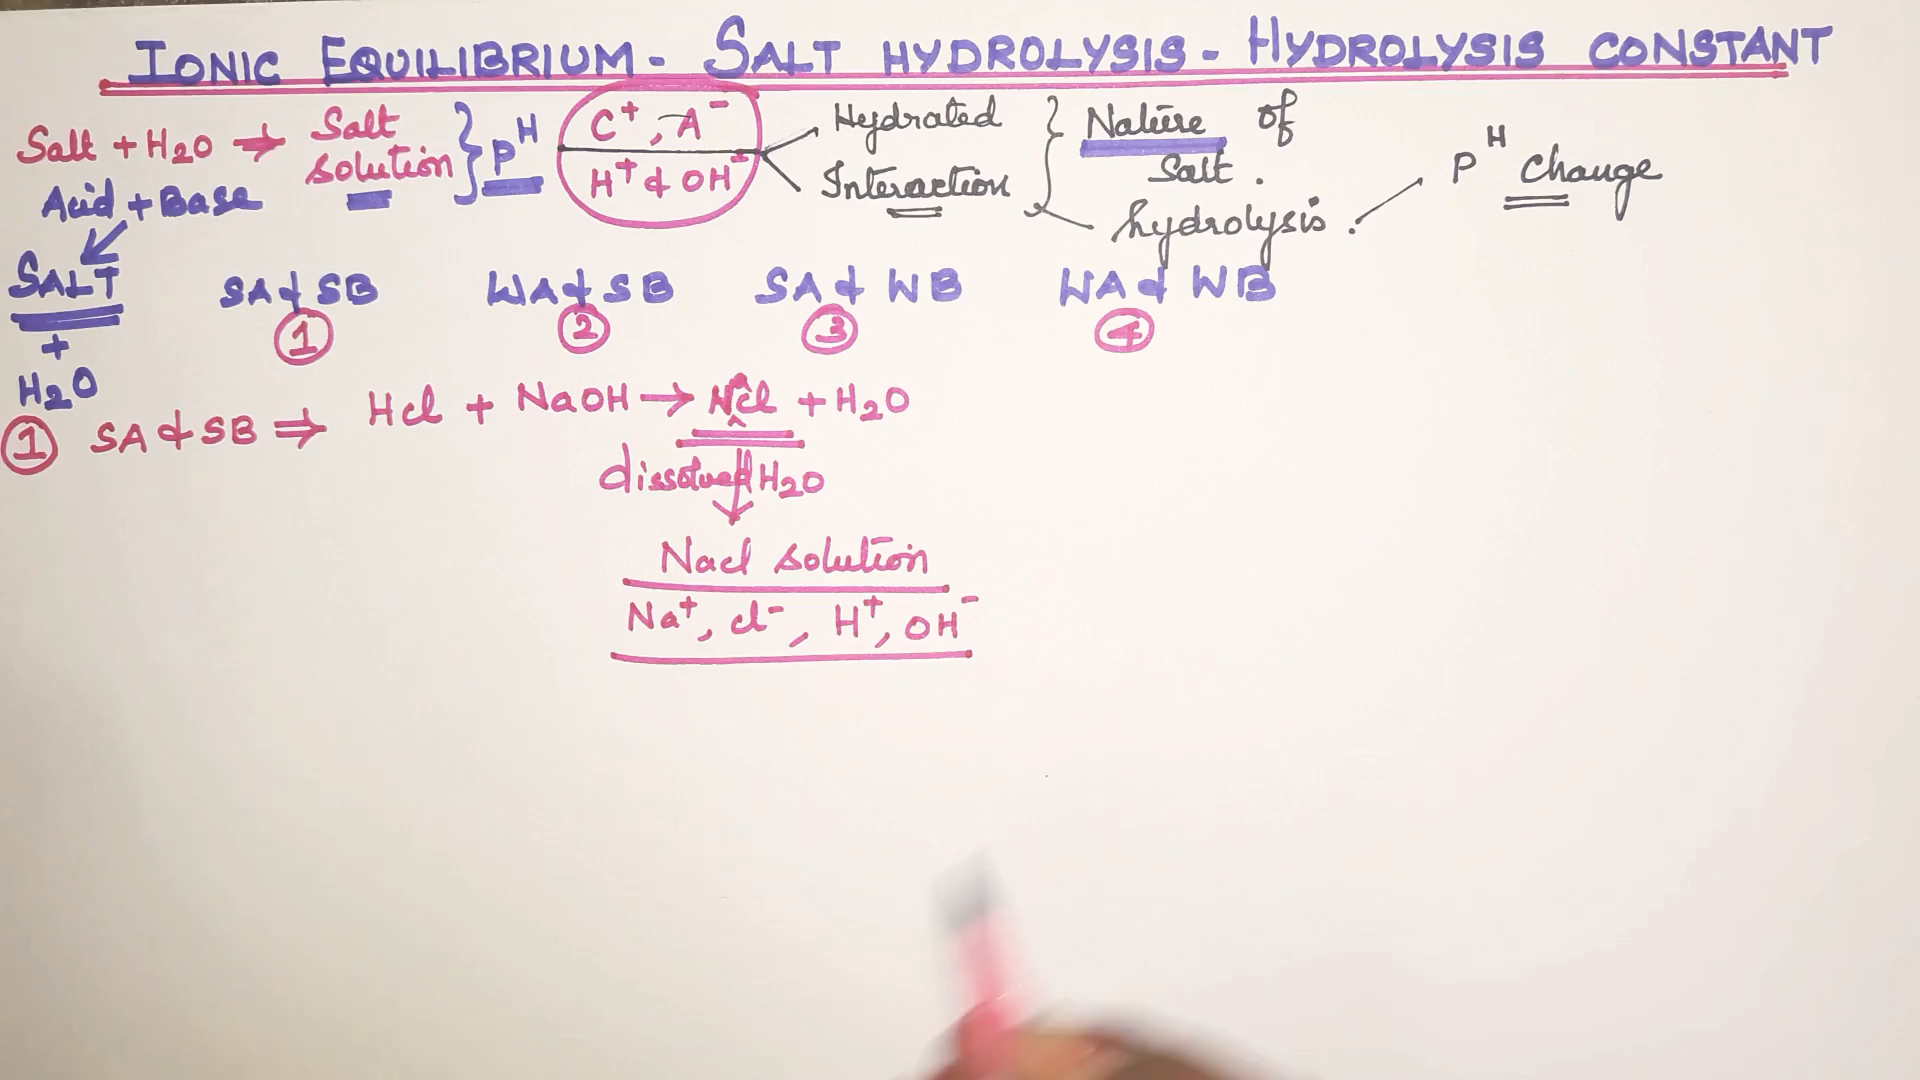 IONIC EQUILIBRIUM - SALT HYDROLYSIS - HYDROLYSIS CONSTANT
Salt + H2O → Salt solution } pH
C+, A-
H+ & OH-
Hydrated
Interaction
} Nature of Salt.
hydrolysis.
pH Change
Acid + Base
SALT
+
H2O
SA & SB
①
WA & SB
②
SA & WB
③
WA & WB
④
① SA & SB ⇒ Hcl + NaOH → NaCl + H2O
dissolved H2O
Nacl solution
Na+, cl-, H+, OH-